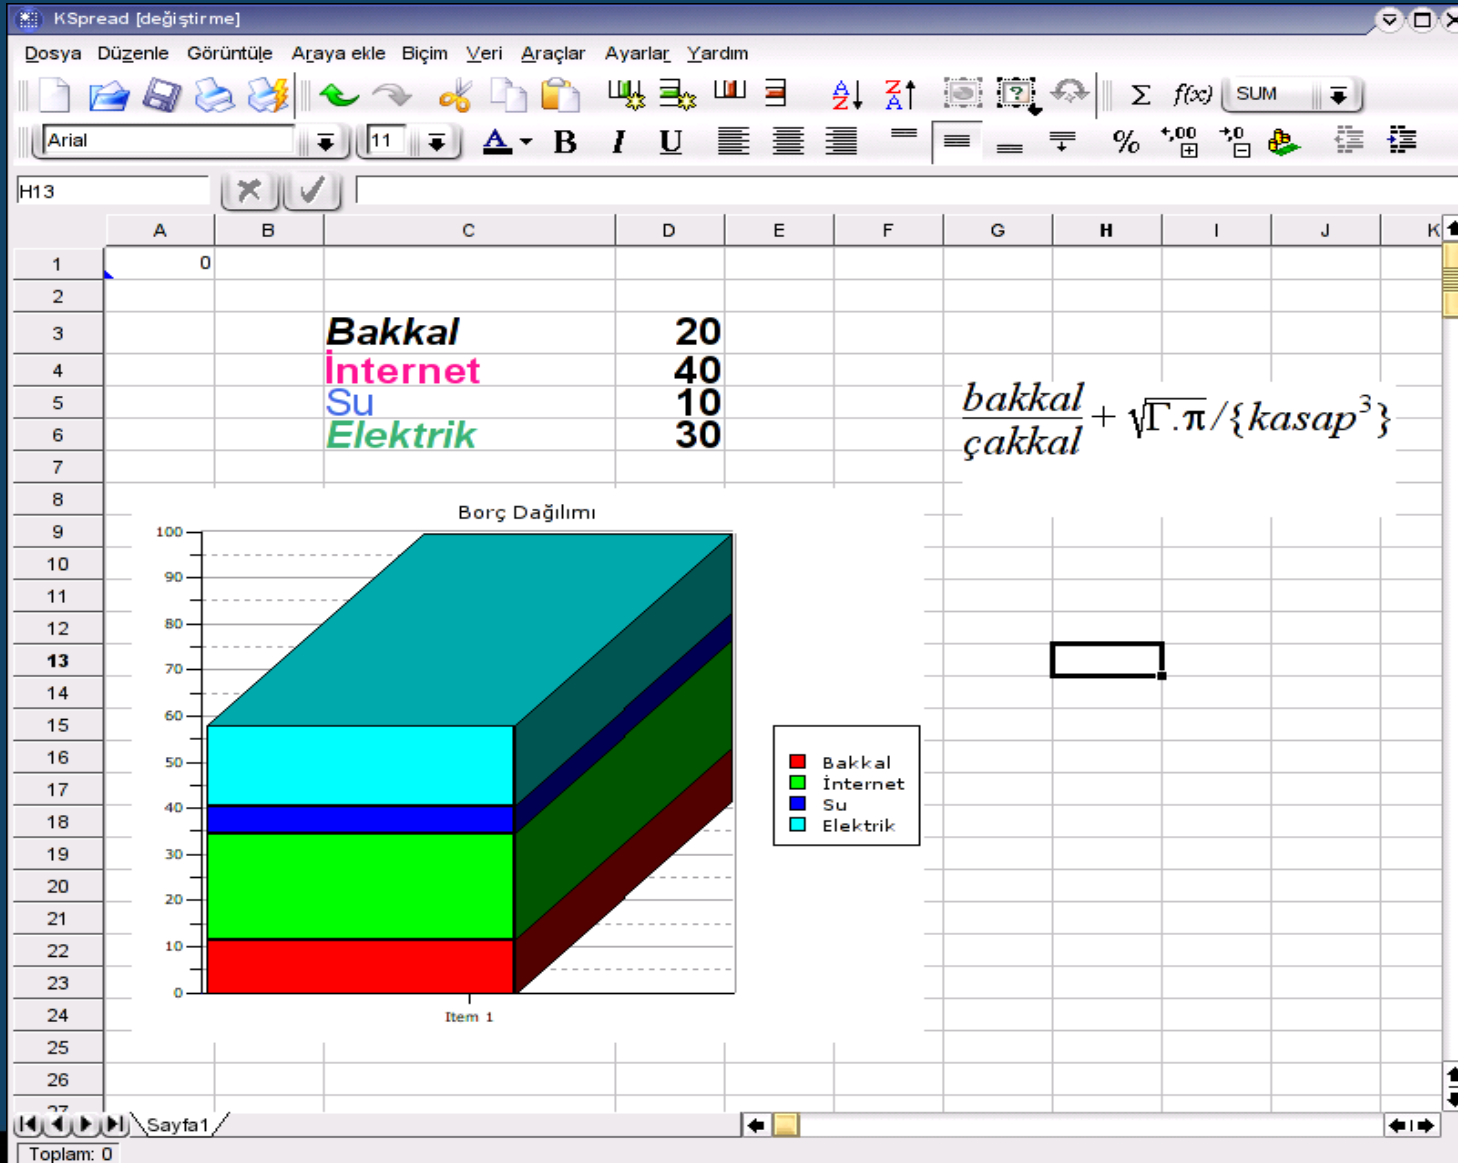 KSpread [değiştirme]
Dosya Düzenle Görüntüle Araya ekle Biçim Veri Araçlar Ayarlar Yardım
A Z Z A Σ f(x) SUM
Arial 11 A B I U % +,00 +,0
H13
A B C D E F G H I J K
1 0
2
3 Bakkal 20
4 İnternet 40
5 Su 10
6 Elektrik 30
bakkal/çakkal + √Γ.π/{kasap³}
7
8
Borç Dağılımı
9
10
11
12
13
14
15
16
17
18
19
20
21
22
23
24
25
26
27
100
90
80
70
60
50
40
30
20
10
0
Item 1
Bakkal
İnternet
Su
Elektrik
Sayfa1
Toplam: 0